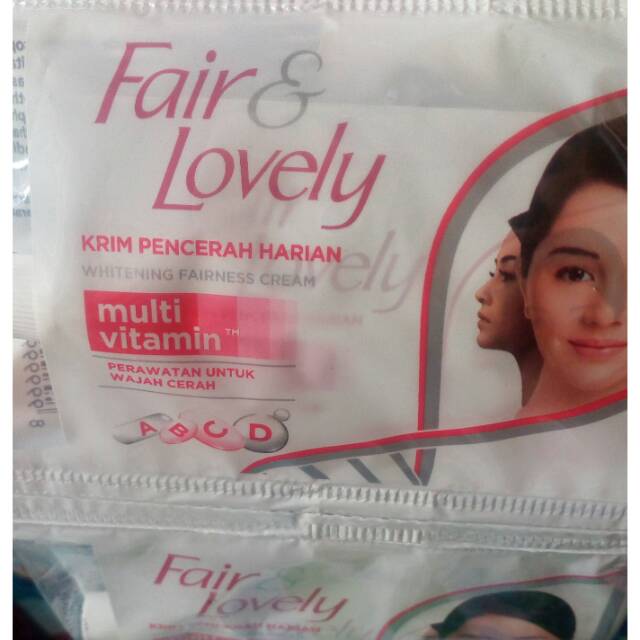 Fair &
Lovely
KRIM PENCERAH HARIAN
WHITENING FAIRNESS CREAM
multi
vitamin™
PERAWATAN UNTUK
WAJAH CERAH
A B C D
Fair
Lovely